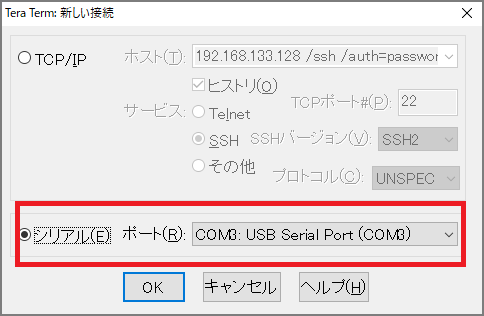 Tera Term: 新しい接続
TCP/IP ホスト(T): 192.168.133.128 /ssh /auth=passwor
ヒストリ(O)
サービス: Telnet TCPポート#(P): 22
SSH SSHバージョン(V): SSH2
その他 プロトコル(C): UNSPEC
シリアル(E) ポート(R): COM3: USB Serial Port (COM3)
OK キャンセル ヘルプ(H)